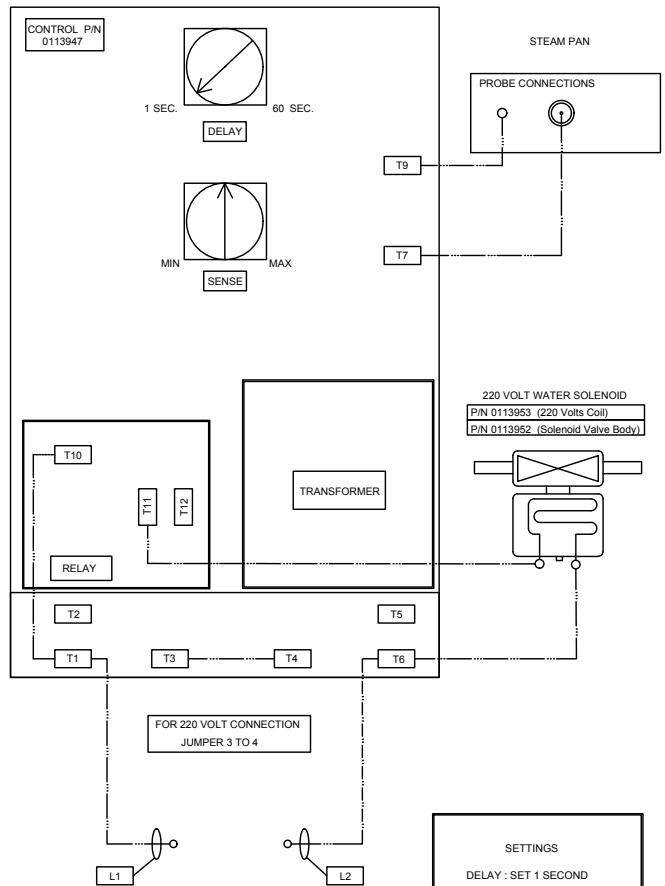 CONTROL P/N
0113947
STEAM PAN
PROBE CONNECTIONS
1 SEC.
60 SEC.
DELAY
T9
MIN
MAX
SENSE
T7
220 VOLT WATER SOLENOID
P/N 0113953 (220 Volts Coil)
P/N 0113952 (Solenoid Valve Body)
T10
T11
T12
TRANSFORMER
RELAY
T2
T5
T1
T3
T4
T6
FOR 220 VOLT CONNECTION
JUMPER 3 TO 4
L1
L2
SETTINGS
DELAY : SET 1 SECOND